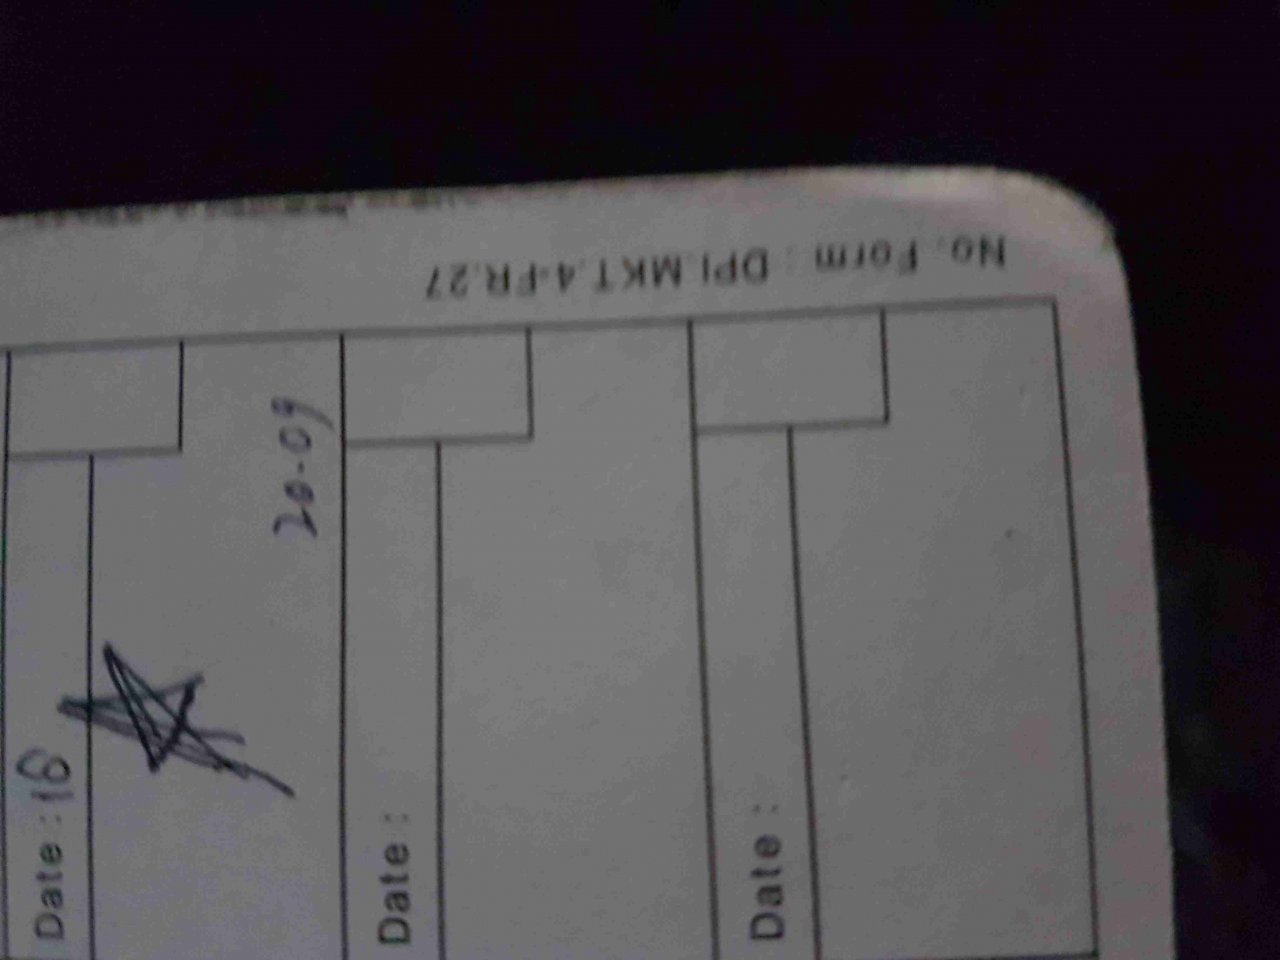 No. Form : DPI.MKT.4-FR.27
Date : 18
20-09
Date :
Date :